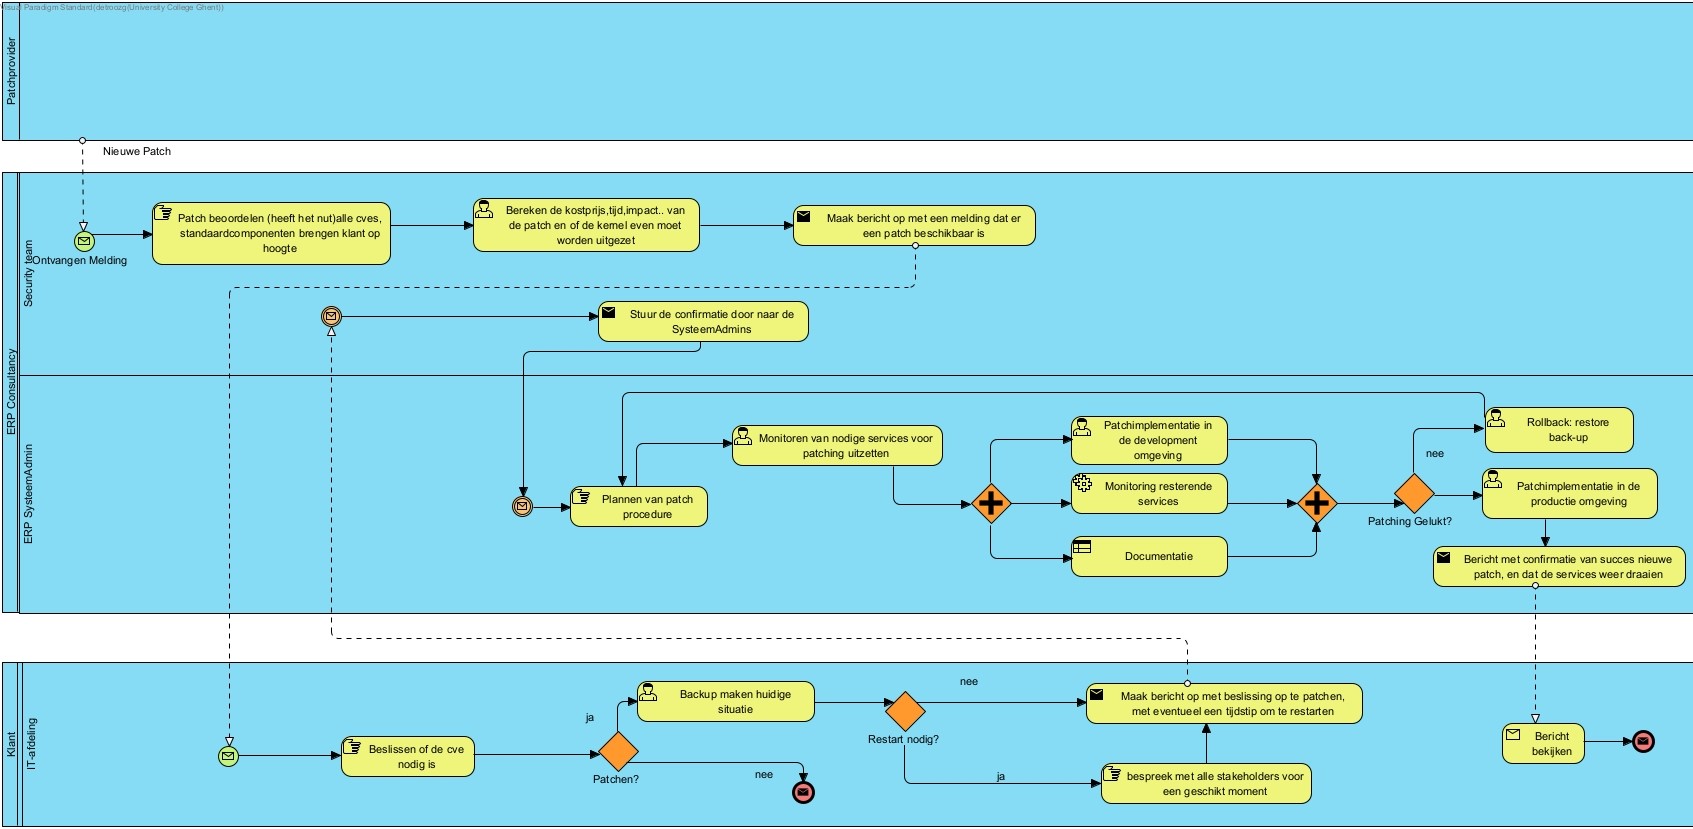 Visual Paradigm Standard(detroozg(University College Ghent))
Patchprovider
Nieuwe Patch
ERP Consultancy
Security team
Ontvangen Melding
Patch beoordelen (heeft het nut)alle cves,
standaardcomponenten brengen klant op
hoogte
Bereken de kostprijs,tijd,impact.. van
de patch en of de kernel even moet
worden uitgezet
Maak bericht op met een melding dat er
een patch beschikbaar is
Stuur de confirmatie door naar de
SysteemAdmins
ERP SysteemAdmin
Plannen van patch
procedure
Monitoren van nodige services voor
patching uitzetten
Patchimplementatie in
de development
omgeving
Monitoring resterende
services
Documentatie
Patching Gelukt?
nee
Rollback: restore
back-up
Patchimplementatie in de
productie omgeving
Bericht met confirmatie van succes nieuwe
patch, en dat de services weer draaien
Klant
IT-afdeling
Beslissen of de cve
nodig is
Patchen?
ja
nee
Backup maken huidige
situatie
Restart nodig?
nee
ja
Maak bericht op met beslissing op te patchen,
met eventueel een tijdstip om te restarten
bespreek met alle stakeholders voor
een geschikt moment
Bericht
bekijken